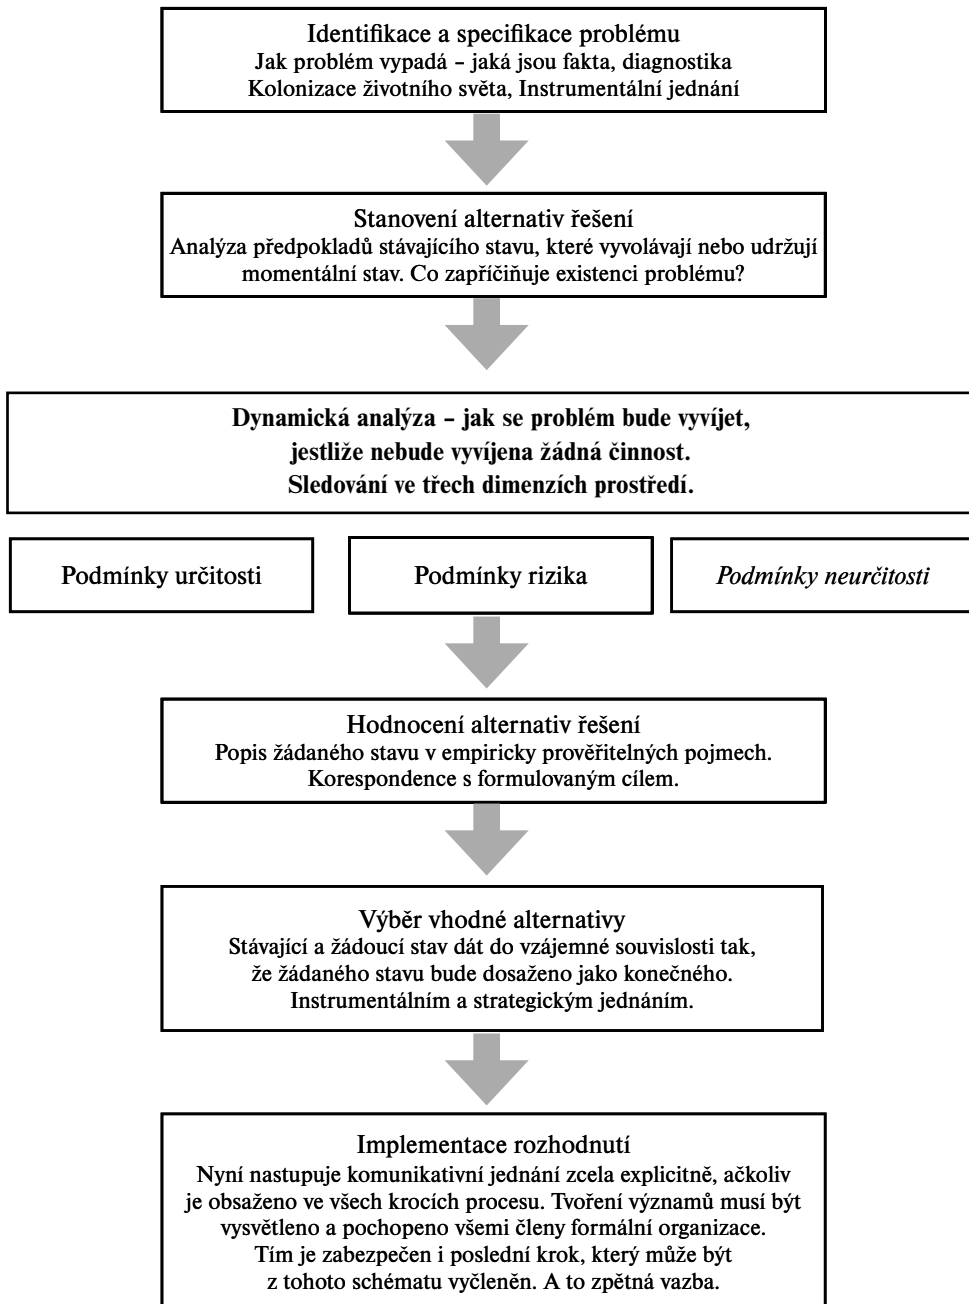 Identifikace a specifikace problému
Jak problém vypadá – jaká jsou fakta, diagnostika
Kolonizace životního světa, Instrumentální jednání
Stanovení alternativ řešení
Analýza předpokladů stávajícího stavu, které vyvolávají nebo udržují
momentální stav. Co zapříčiňuje existenci problému?
Dynamická analýza – jak se problém bude vyvíjet,
jestliže nebude vyvíjena žádná činnost.
Sledování ve třech dimenzích prostředí.
Podmínky určitosti
Podmínky rizika
Podmínky neurčitosti
Hodnocení alternativ řešení
Popis žádaného stavu v empiricky prověřitelných pojmech.
Korespondence s formulovaným cílem.
Výběr vhodné alternativy
Stávající a žádoucí stav dát do vzájemné souvislosti tak,
že žádaného stavu bude dosaženo jako konečného.
Instrumentálním a strategickým jednáním.
Implementace rozhodnutí
Nyní nastupuje komunikativní jednání zcela explicitně, ačkoliv
je obsaženo ve všech krocích procesu. Tvoření významů musí být
vysvětleno a pochopeno všemi členy formální organizace.
Tím je zabezpečen i poslední krok, který může být
z tohoto schématu vyčleněn. A to zpětná vazba.